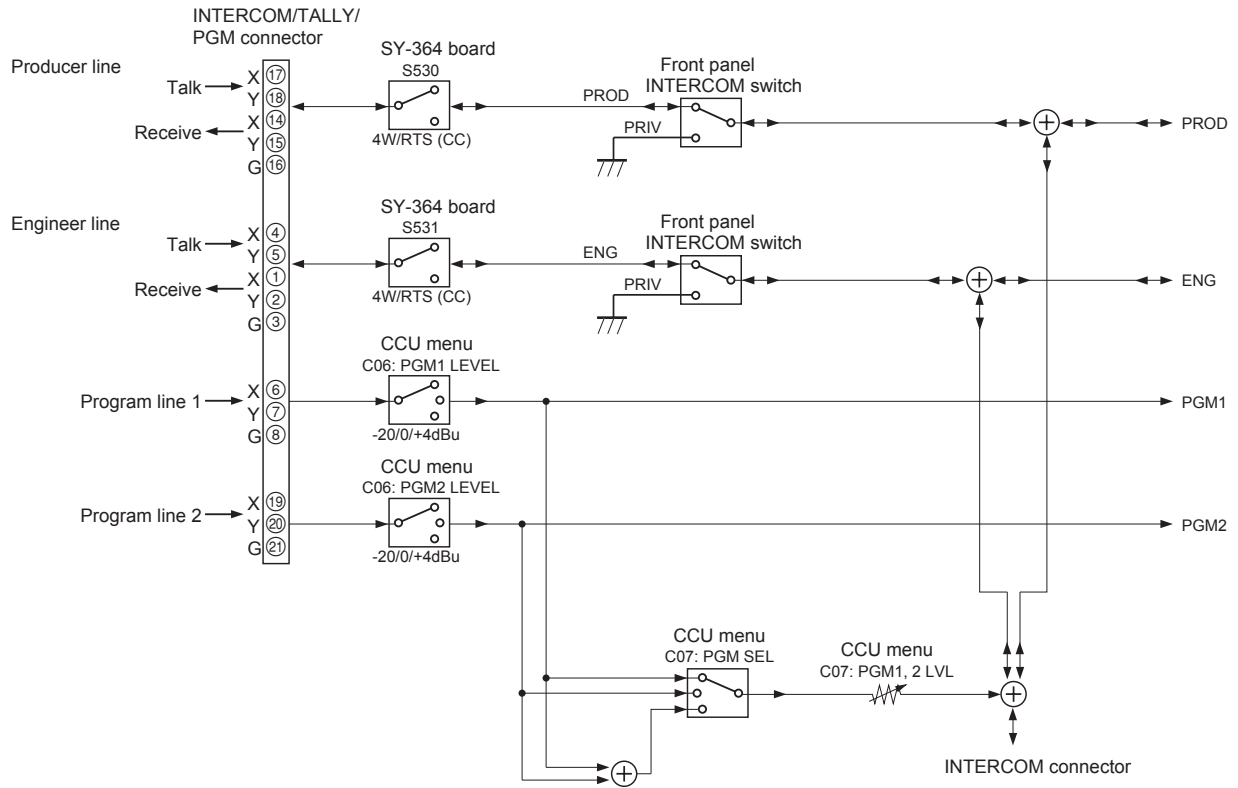 INTERCOM/TALLY/
PGM connector
Producer line
Talk
Receive
X ⑰
Y ⑱
X ⑭
Y ⑮
G ⑯
SY-364 board
S530
4W/RTS (CC)
PROD
PRIV
Front panel
INTERCOM switch
PROD
Engineer line
Talk
Receive
X ④
Y ⑤
X ①
Y ②
G ③
SY-364 board
S531
4W/RTS (CC)
ENG
PRIV
Front panel
INTERCOM switch
ENG
Program line 1
X ⑥
Y ⑦
G ⑧
CCU menu
C06: PGM1 LEVEL
-20/0/+4dBu
PGM1
Program line 2
X ⑲
Y ⑳
G ㉑
CCU menu
C06: PGM2 LEVEL
-20/0/+4dBu
PGM2
CCU menu
C07: PGM SEL
CCU menu
C07: PGM1, 2 LVL
INTERCOM connector